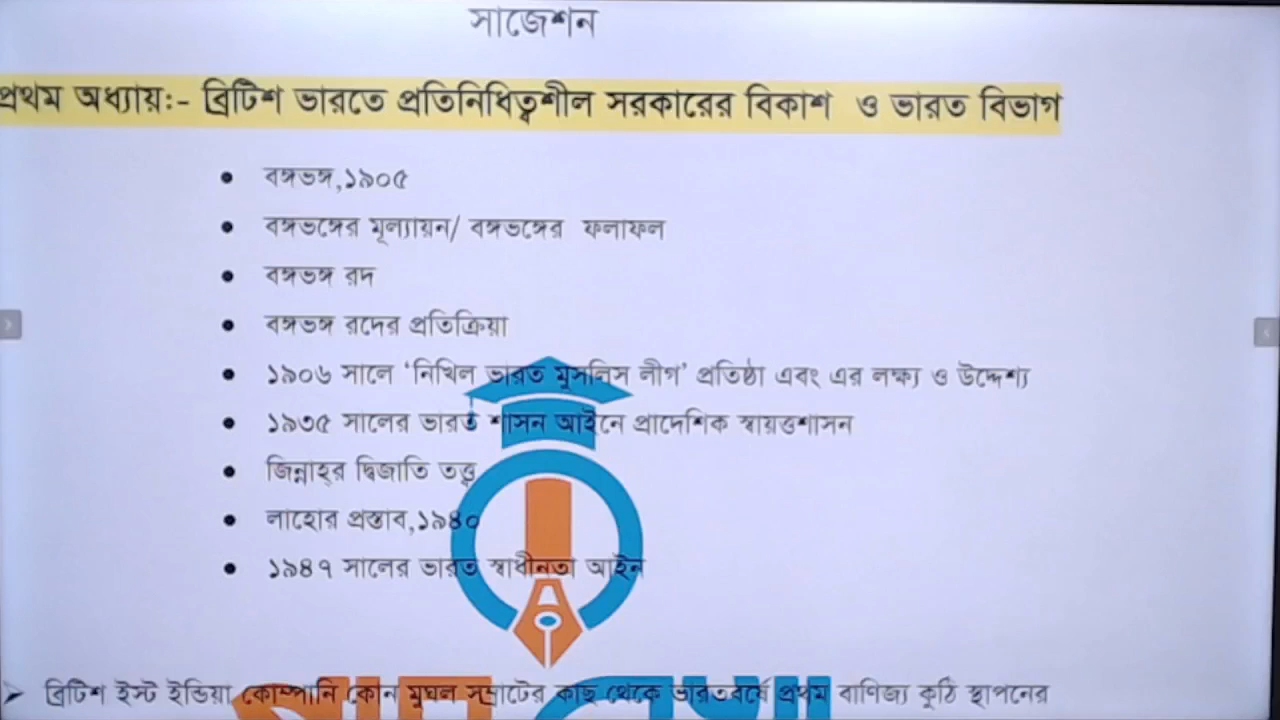 সাজেশন
প্রথম অধ্যায়:- ব্রিটিশ ভারতে প্রতিনিধিত্বশীল সরকারের বিকাশ ও ভারত বিভাগ
• বঙ্গভঙ্গ,১৯০৫
• বঙ্গভঙ্গের মূল্যায়ন/ বঙ্গভঙ্গের ফলাফল
• বঙ্গভঙ্গ রদ
• বঙ্গভঙ্গ রদের প্রতিক্রিয়া
• ১৯০৬ সালে ‘নিখিল ভারত মুসলিস লীগ’ প্রতিষ্ঠা এবং এর লক্ষ্য ও উদ্দেশ্য
• ১৯৩৫ সালের ভারত শাসন আইনে প্রাদেশিক স্বায়ত্তশাসন
• জিন্নাহ্‌র দ্বিজাতি তত্ত্ব
• লাহোর প্রস্তাব,১৯৪০
• ১৯৪৭ সালের ভারত স্বাধীনতা আইন
➢ ব্রিটিশ ইস্ট ইন্ডিয়া কোম্পানি কোন মুঘল সম্রাটের কাছ থেকে ভারতবর্ষে প্রথম বাণিজ্য কুঠি স্থাপনের